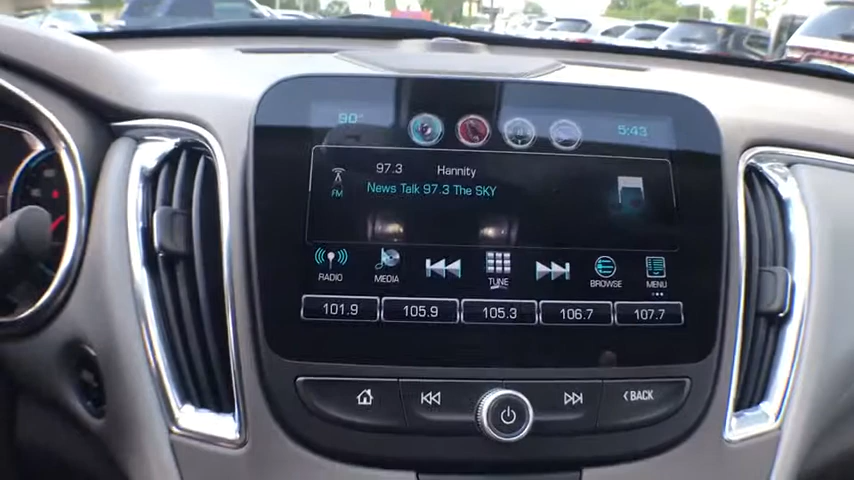 90°
5:43
97.3 Hannity
FM
News Talk 97.3 The SKY
RADIO MEDIA TUNE BROWSE MENU
101.9 105.9 105.3 106.7 107.7
BACK